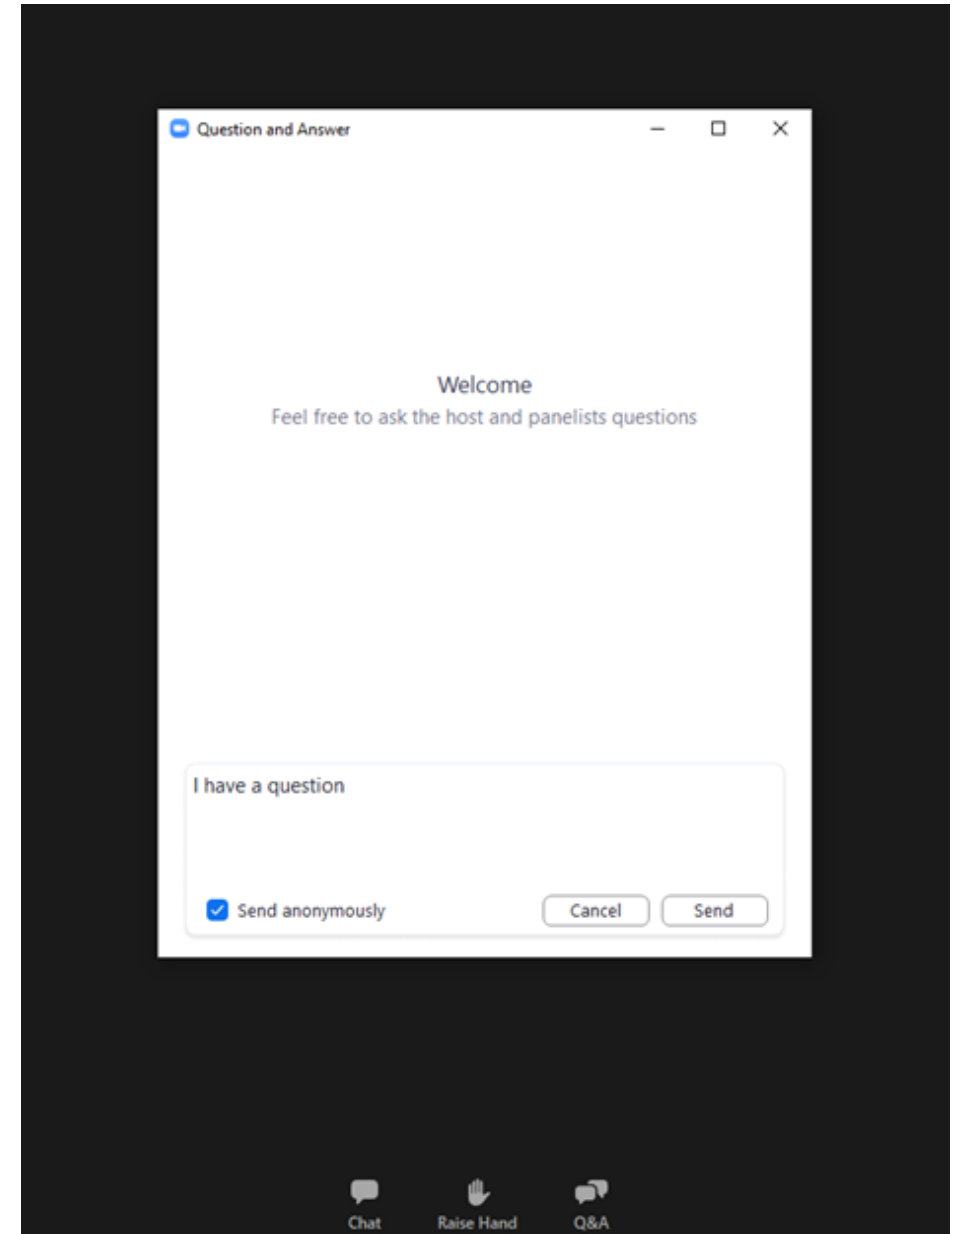 Question and Answer
Welcome
Feel free to ask the host and panelists questions
I have a question
Send anonymously Cancel Send
Chat Raise Hand Q&A